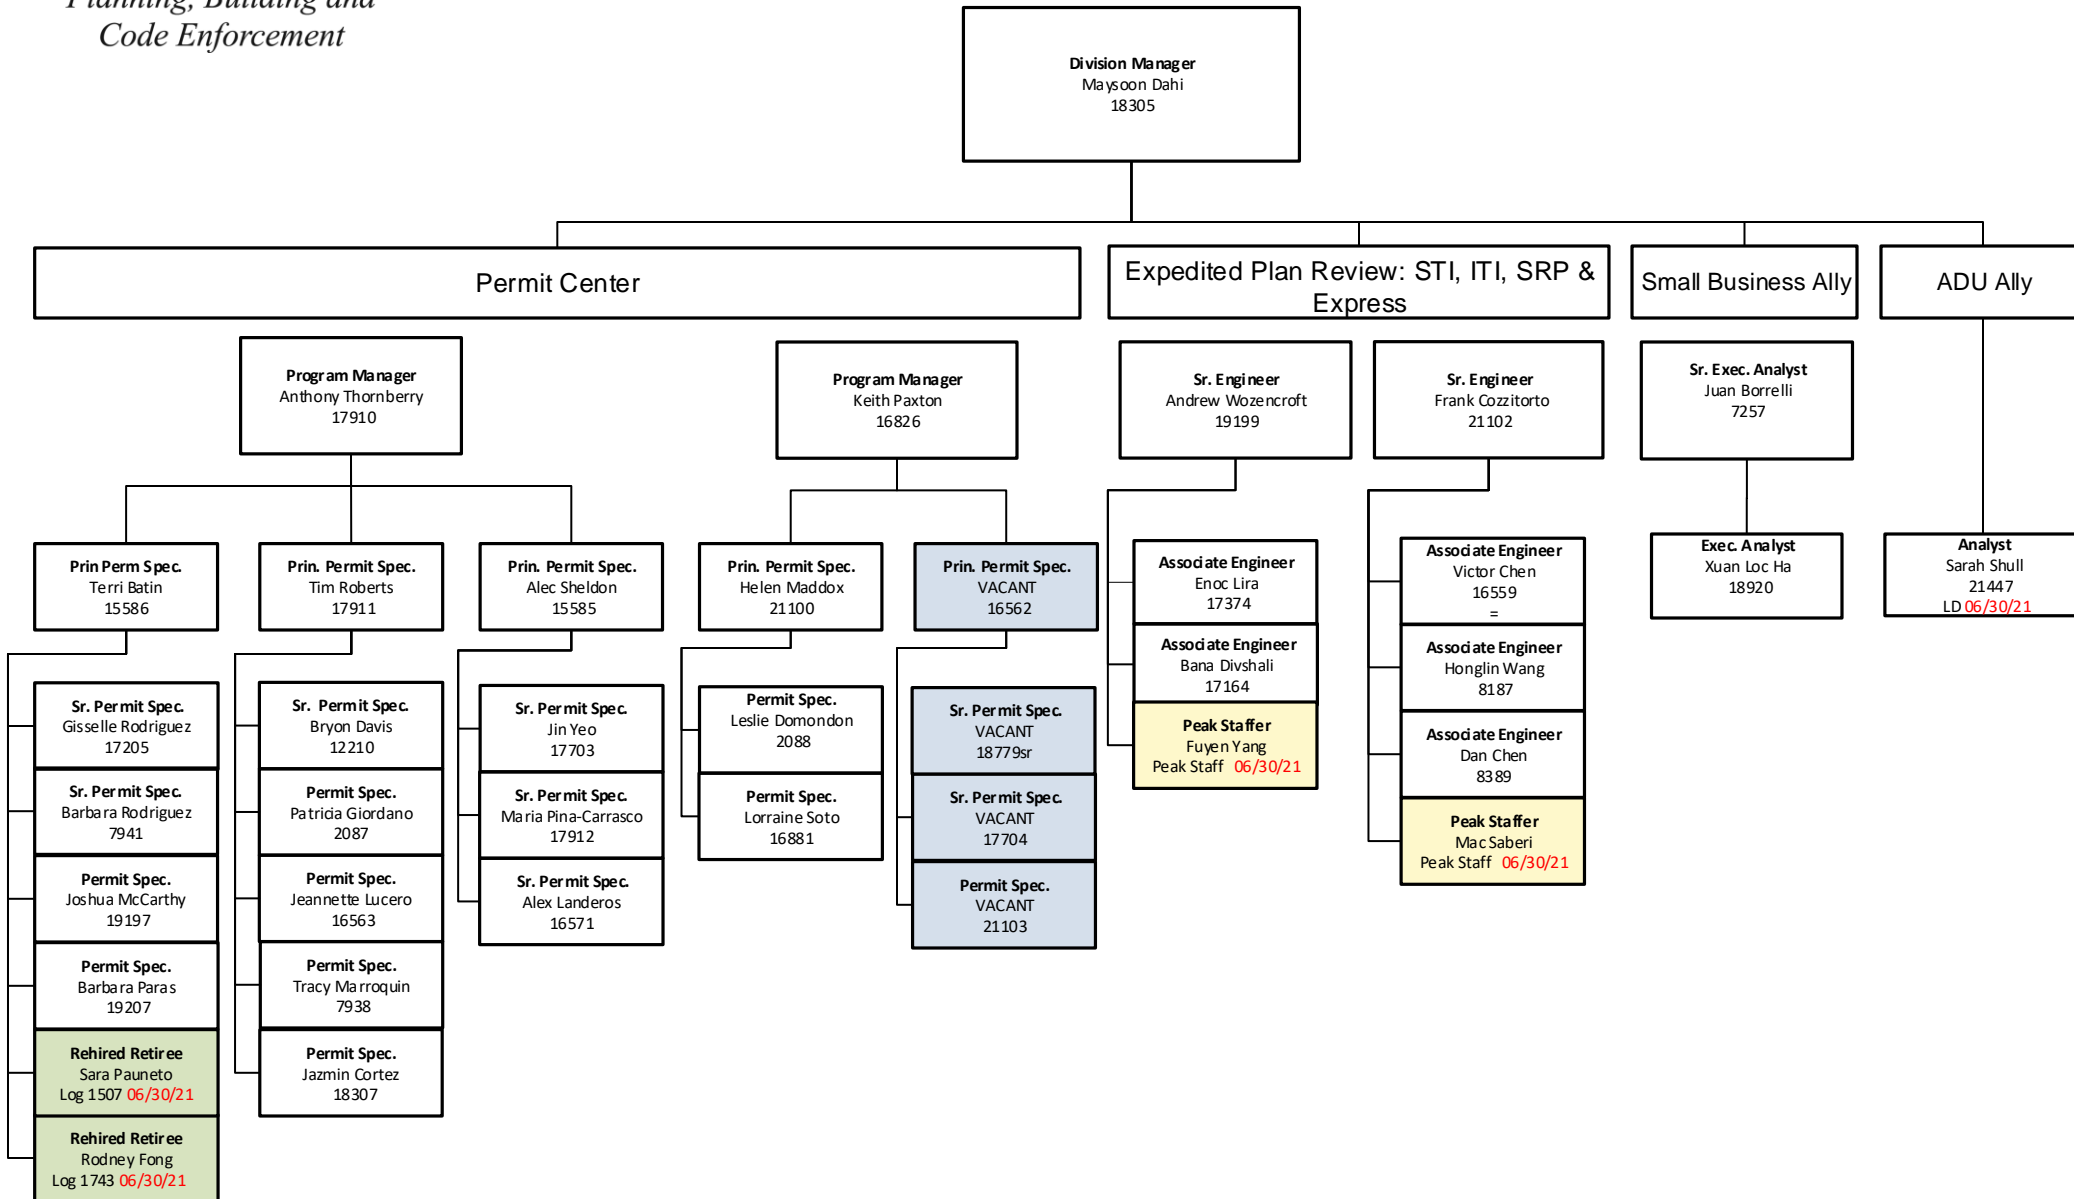 Planning, Building and
Code Enforcement
Division Manager
Maysoon Dahi
18305
Permit Center
Expedited Plan Review: STI, ITI, SRP &
Express
Small Business Ally
ADU Ally
Program Manager
Anthony Thornberry
17910
Program Manager
Keith Paxton
16826
Sr. Engineer
Andrew Wozencroft
19199
Sr. Engineer
Frank Cozzitorto
21102
Sr. Exec. Analyst
Juan Borrelli
7257
Prin Perm Spec.
Terri Batin
15586
Prin. Permit Spec.
Tim Roberts
17911
Prin. Permit Spec.
Alec Sheldon
15585
Prin. Permit Spec.
Helen Maddox
21100
Prin. Permit Spec.
VACANT
16562
Associate Engineer
Enoc Lira
17374
Associate Engineer
Bana Divshali
17164
Peak Staffer
Fuyen Yang
Peak Staff 06/30/21
Associate Engineer
Victor Chen
16559
=
Associate Engineer
Honglin Wang
8187
Associate Engineer
Dan Chen
8389
Peak Staffer
Mac Saberi
Peak Staff 06/30/21
Exec. Analyst
Xuan Loc Ha
18920
Analyst
Sarah Shull
21447
LD 06/30/21
Sr. Permit Spec.
Gisselle Rodriguez
17205
Sr. Permit Spec.
Barbara Rodriguez
7941
Permit Spec.
Joshua McCarthy
19197
Permit Spec.
Barbara Paras
19207
Rehired Retiree
Sara Pauneto
Log 1507 06/30/21
Rehired Retiree
Rodney Fong
Log 1743 06/30/21
Sr. Permit Spec.
Bryon Davis
12210
Permit Spec.
Patricia Giordano
2087
Permit Spec.
Jeannette Lucero
16563
Permit Spec.
Tracy Marroquin
7938
Permit Spec.
Jazmin Cortez
18307
Sr. Permit Spec.
Jin Yeo
17703
Sr. Permit Spec.
Maria Pina-Carrasco
17912
Sr. Permit Spec.
Alex Landeros
16571
Permit Spec.
Leslie Domondon
2088
Permit Spec.
Lorraine Soto
16881
Sr. Permit Spec.
VACANT
18779sr
Sr. Permit Spec.
VACANT
17704
Permit Spec.
VACANT
21103